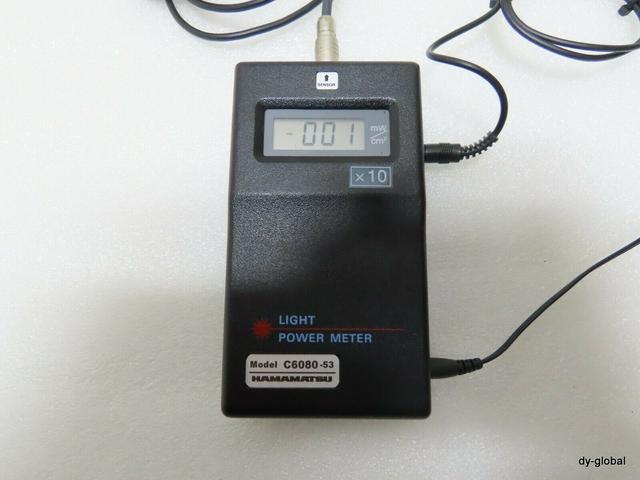 SENSOR
-001
mW/cm²
×10
LIGHT
POWER METER
Model C6080-53
HAMAMATSU
dy-global